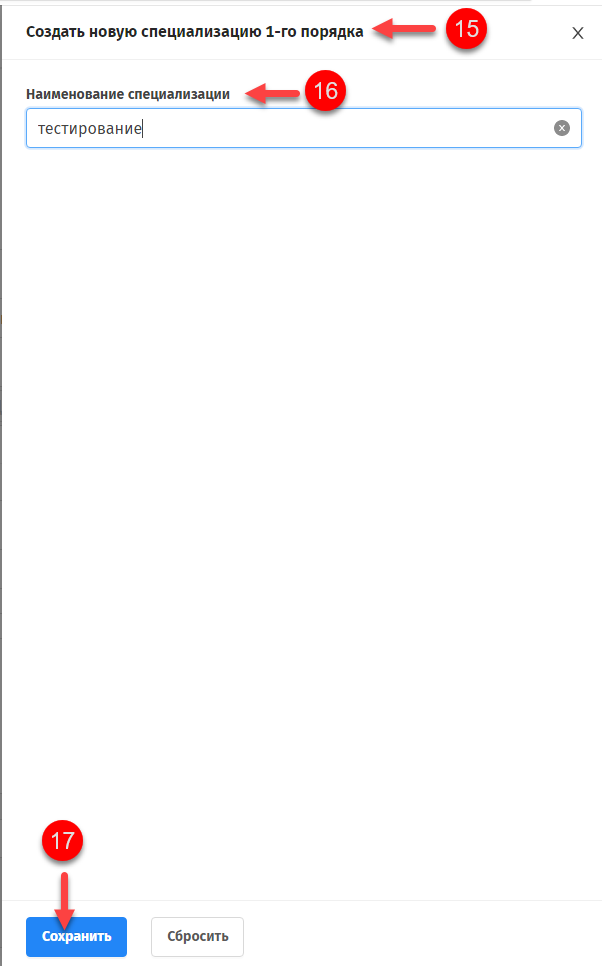 Создать новую специализацию 1-го порядка 15
Наименование специализации 16
тестирование
17
Сохранить Сбросить